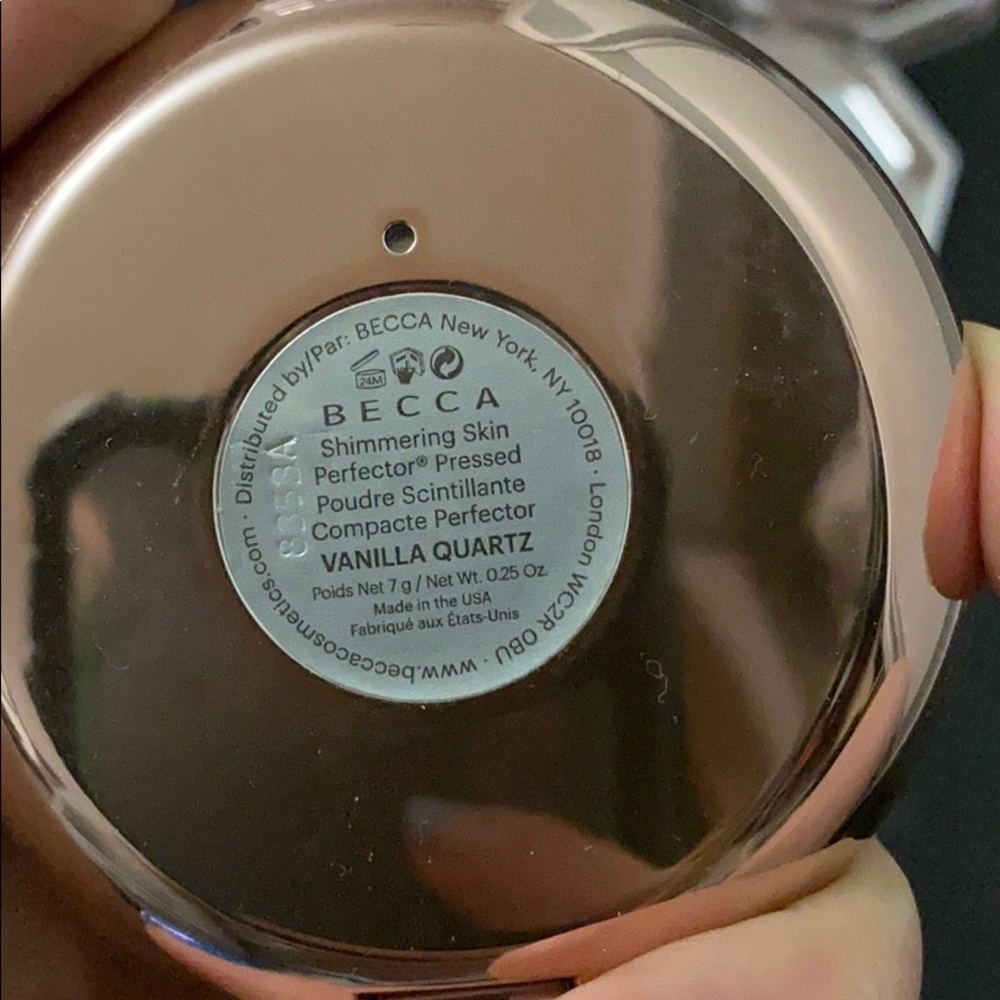 Distributed by/Par: BECCA New York, NY 10018 · London WC2R 0BU · www.beccacosmetics.com ·
24M
BECCA
Shimmering Skin
Perfector® Pressed
Poudre Scintillante
Compacte Perfector
VANILLA QUARTZ
Poids Net 7 g / Net Wt. 0.25 Oz.
Made in the USA
Fabriqué aux États-Unis